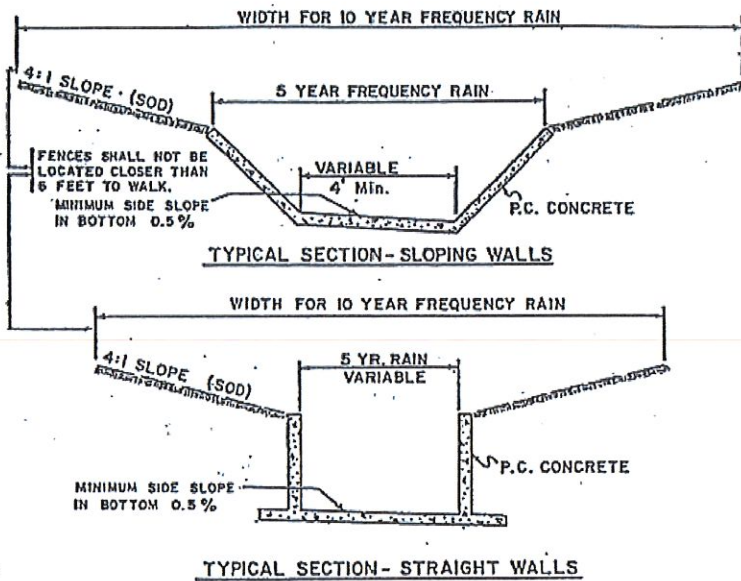 WIDTH FOR 10 YEAR FREQUENCY RAIN
4:1 SLOPE (SOD)
5 YEAR FREQUENCY RAIN
FENCES SHALL NOT BE
LOCATED CLOSER THAN
5 FEET TO WALK.
VARIABLE
4' Min.
MINIMUM SIDE SLOPE
IN BOTTOM 0.5%
P.C. CONCRETE
TYPICAL SECTION-SLOPING WALLS
WIDTH FOR 10 YEAR FREQUENCY RAIN
4:1 SLOPE (SOD)
5 YR. RAIN
VARIABLE
P.C. CONCRETE
MINIMUM SIDE SLOPE
IN BOTTOM 0.5%
TYPICAL SECTION- STRAIGHT WALLS